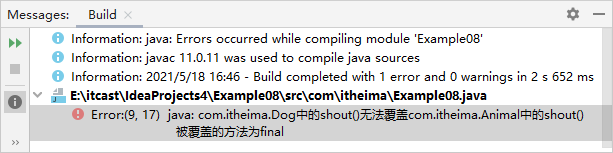 Messages: Build ×
Information: java: Errors occurred while compiling module 'Example08'
Information: javac 11.0.11 was used to compile java sources
Information: 2021/5/18 16:46 - Build completed with 1 error and 0 warnings in 2 s 652 ms
E:\itcast\IdeaProjects4\Example08\src\com\itheima\Example08.java
Error:(9, 17) java: com.itheima.Dog中的shout()无法覆盖com.itheima.Animal中的shout()
被覆盖的方法为final